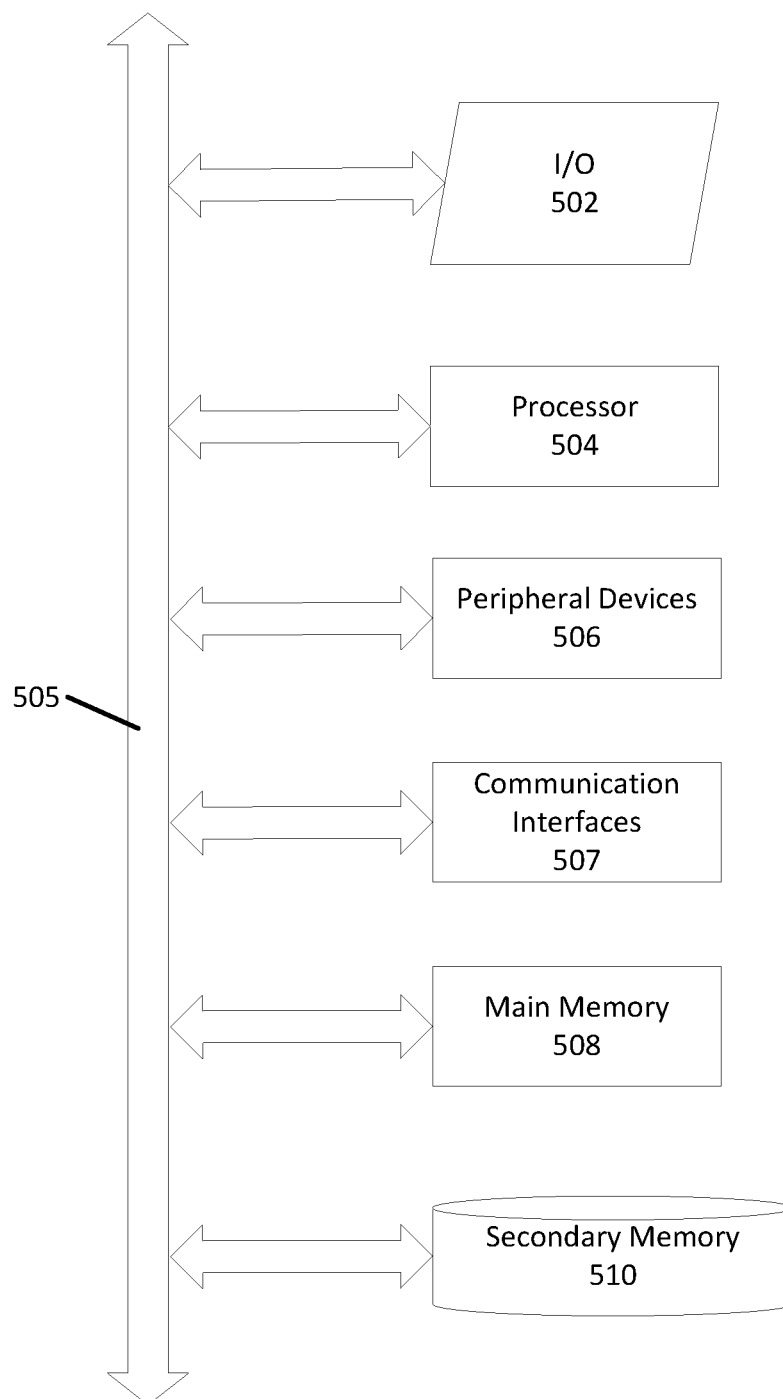 I/O
502
Processor
504
Peripheral Devices
506
505
Communication
Interfaces
507
Main Memory
508
Secondary Memory
510